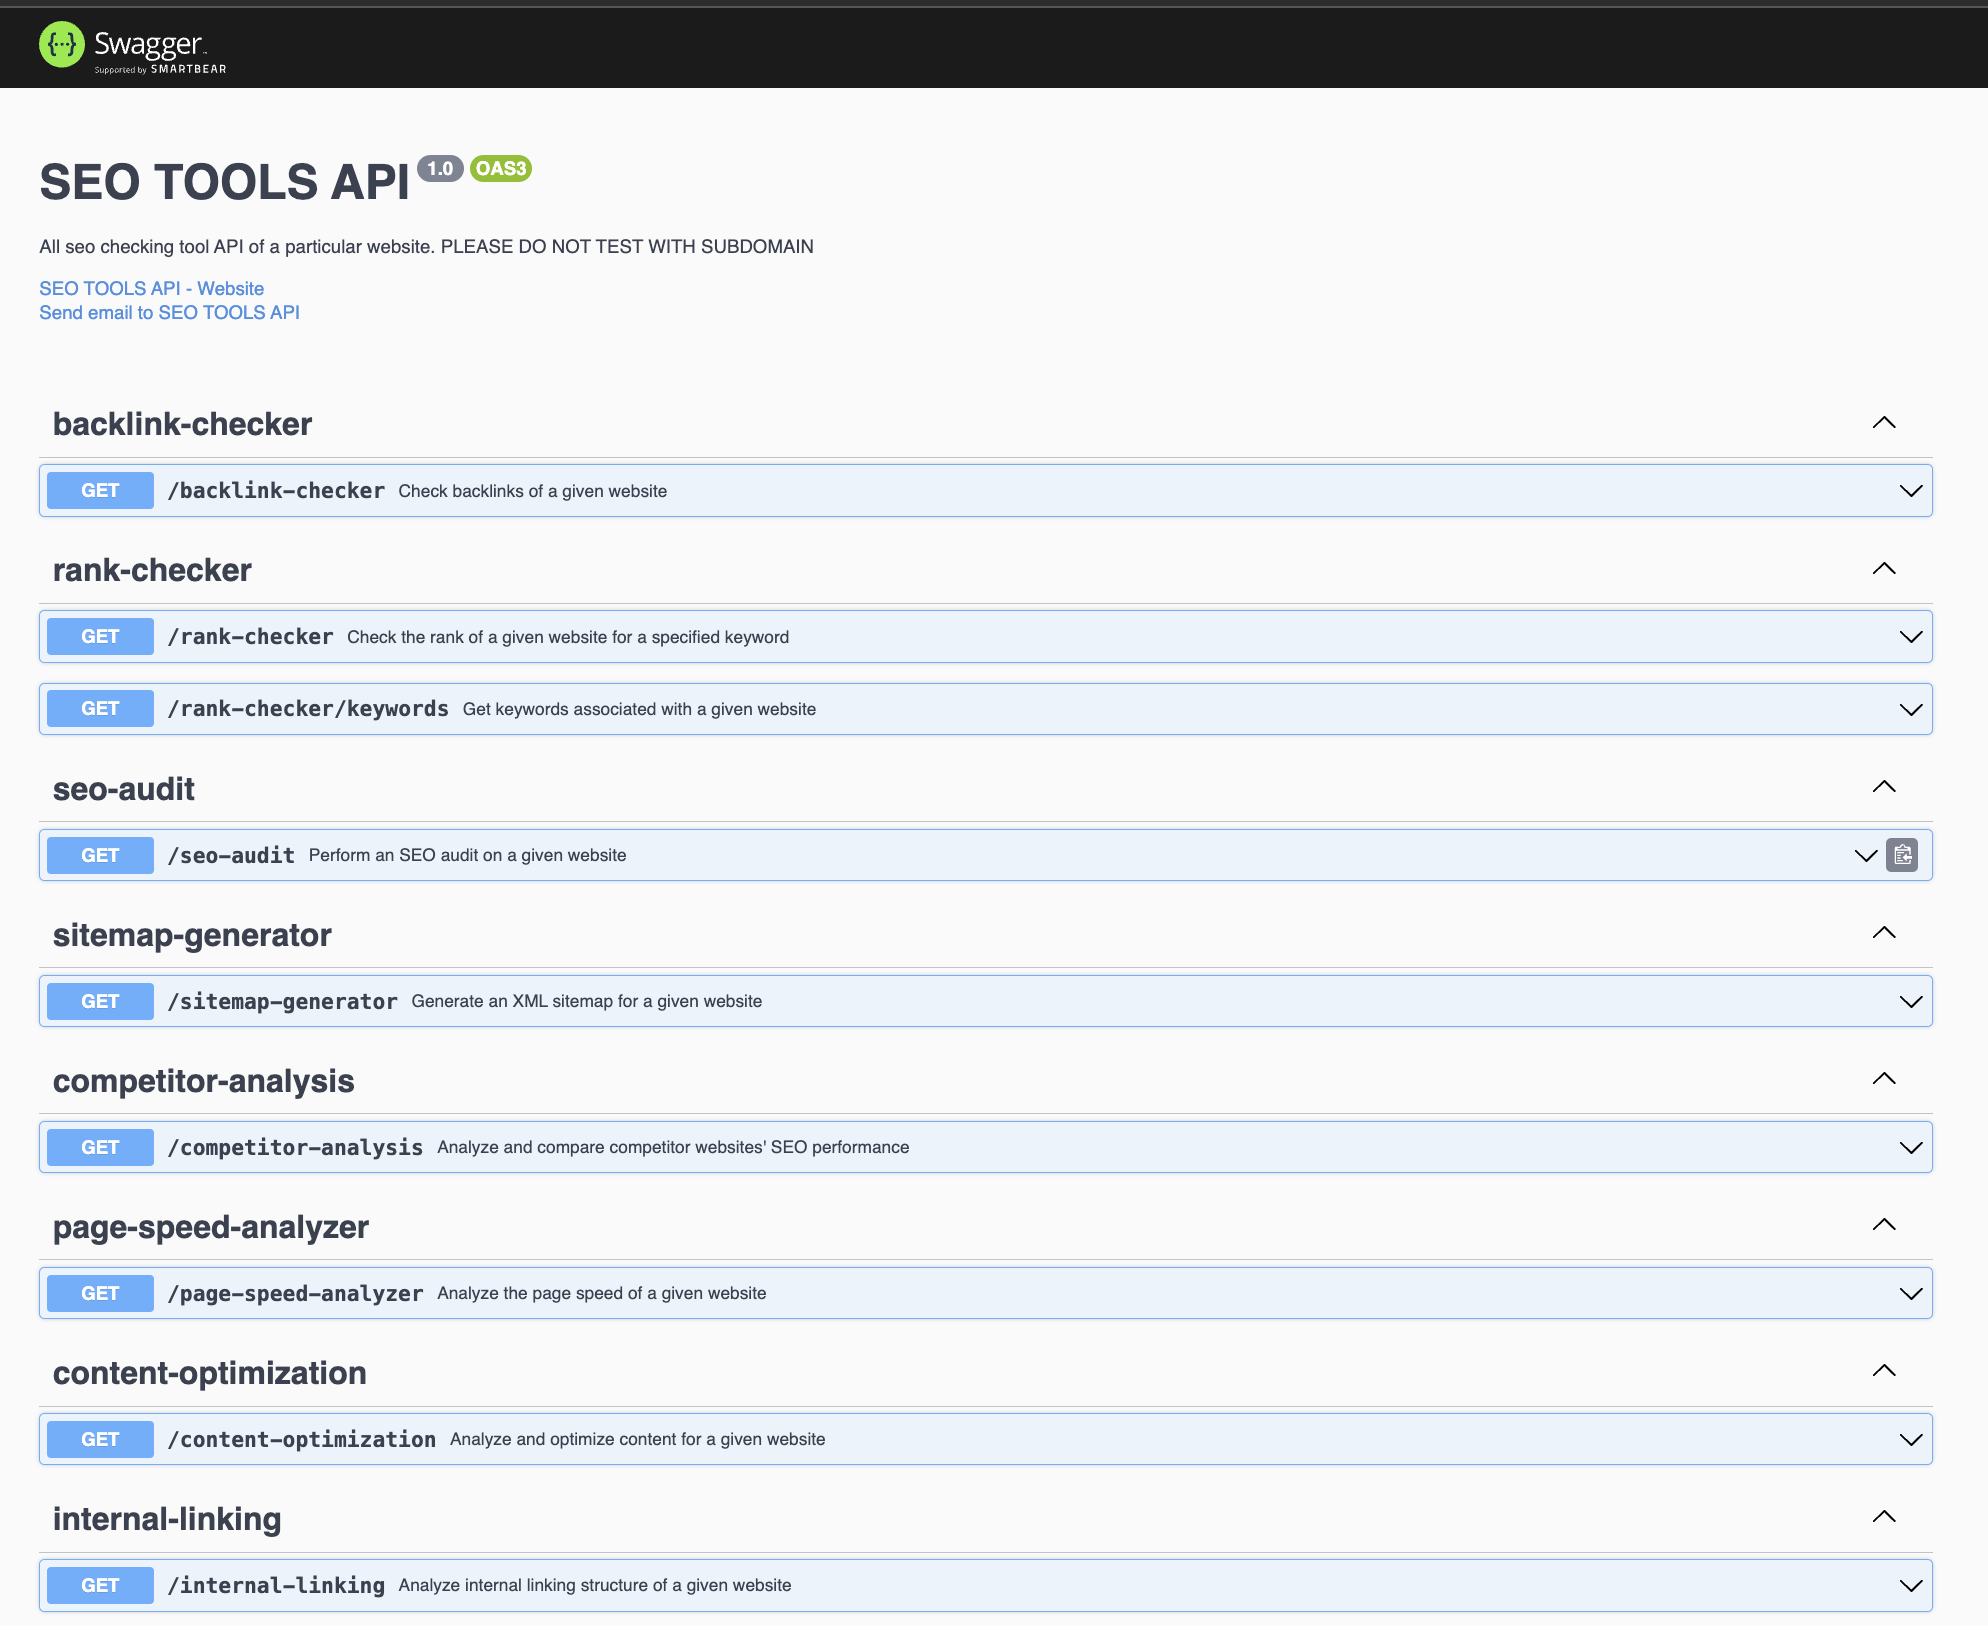 Swagger
Supported by SMARTBEAR
SEO TOOLS API 1.0 OAS3
All seo checking tool API of a particular website. PLEASE DO NOT TEST WITH SUBDOMAIN
SEO TOOLS API - Website
Send email to SEO TOOLS API
backlink-checker
GET /backlink-checker Check backlinks of a given website
rank-checker
GET /rank-checker Check the rank of a given website for a specified keyword
GET /rank-checker/keywords Get keywords associated with a given website
seo-audit
GET /seo-audit Perform an SEO audit on a given website
sitemap-generator
GET /sitemap-generator Generate an XML sitemap for a given website
competitor-analysis
GET /competitor-analysis Analyze and compare competitor websites' SEO performance
page-speed-analyzer
GET /page-speed-analyzer Analyze the page speed of a given website
content-optimization
GET /content-optimization Analyze and optimize content for a given website
internal-linking
GET /internal-linking Analyze internal linking structure of a given website